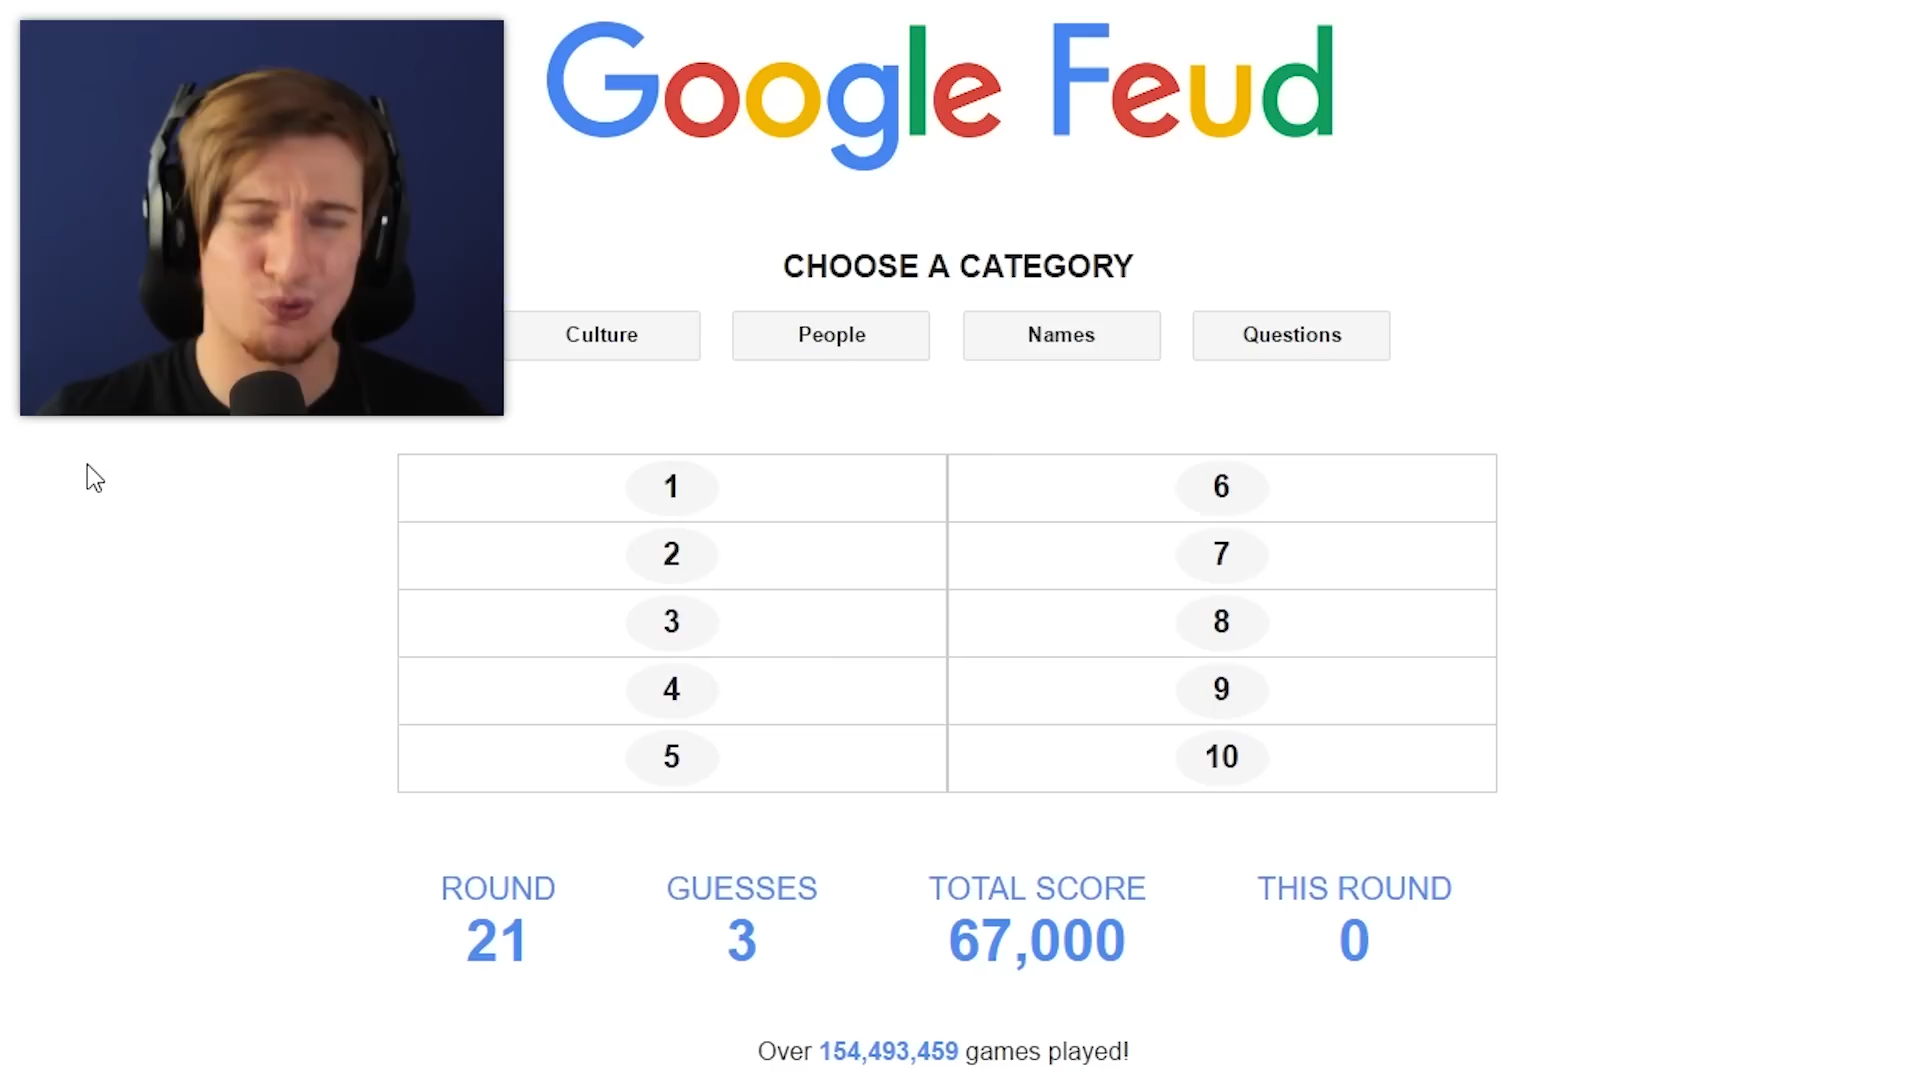 Google Feud
CHOOSE A CATEGORY
Culture People Names Questions
1 6
2 7
3 8
4 9
5 10
ROUND GUESSES TOTAL SCORE THIS ROUND
21 3 67,000 0
Over 154,493,459 games played!